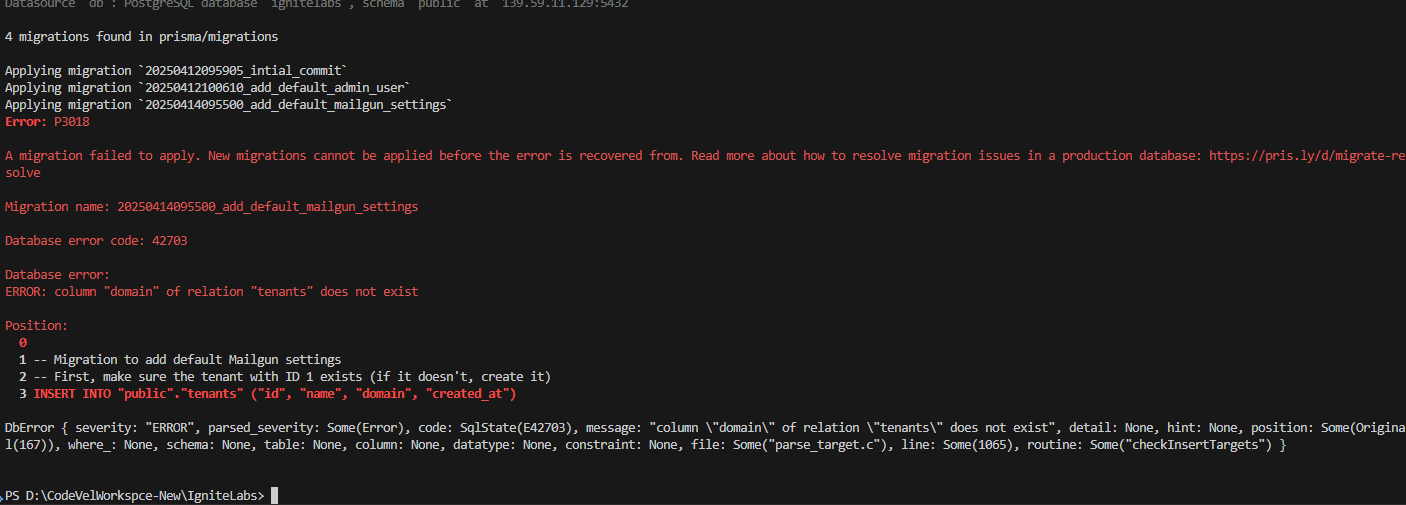 Datasource "db": PostgreSQL database "ignitelabs", schema "public" at "139.59.11.129:5432"
4 migrations found in prisma/migrations
Applying migration `20250412095905_intial_commit`
Applying migration `20250412100610_add_default_admin_user`
Applying migration `20250414095500_add_default_mailgun_settings`
Error: P3018
A migration failed to apply. New migrations cannot be applied before the error is recovered from. Read more about how to resolve migration issues in a production database: https://pris.ly/d/migrate-re
solve
Migration name: 20250414095500_add_default_mailgun_settings
Database error code: 42703
Database error:
ERROR: column "domain" of relation "tenants" does not exist
Position:
0
1 -- Migration to add default Mailgun settings
2 -- First, make sure the tenant with ID 1 exists (if it doesn't, create it)
3 INSERT INTO "public"."tenants" ("id", "name", "domain", "created_at")
DbError { severity: "ERROR", parsed_severity: Some(Error), code: SqlState(E42703), message: "column \"domain\" of relation \"tenants\" does not exist", detail: None, hint: None, position: Some(Origina
l(167)), where_: None, schema: None, table: None, column: None, datatype: None, constraint: None, file: Some("parse_target.c"), line: Some(1065), routine: Some("checkInsertTargets") }
PS D:\CodeVelWorkspce-New\IgniteLabs>